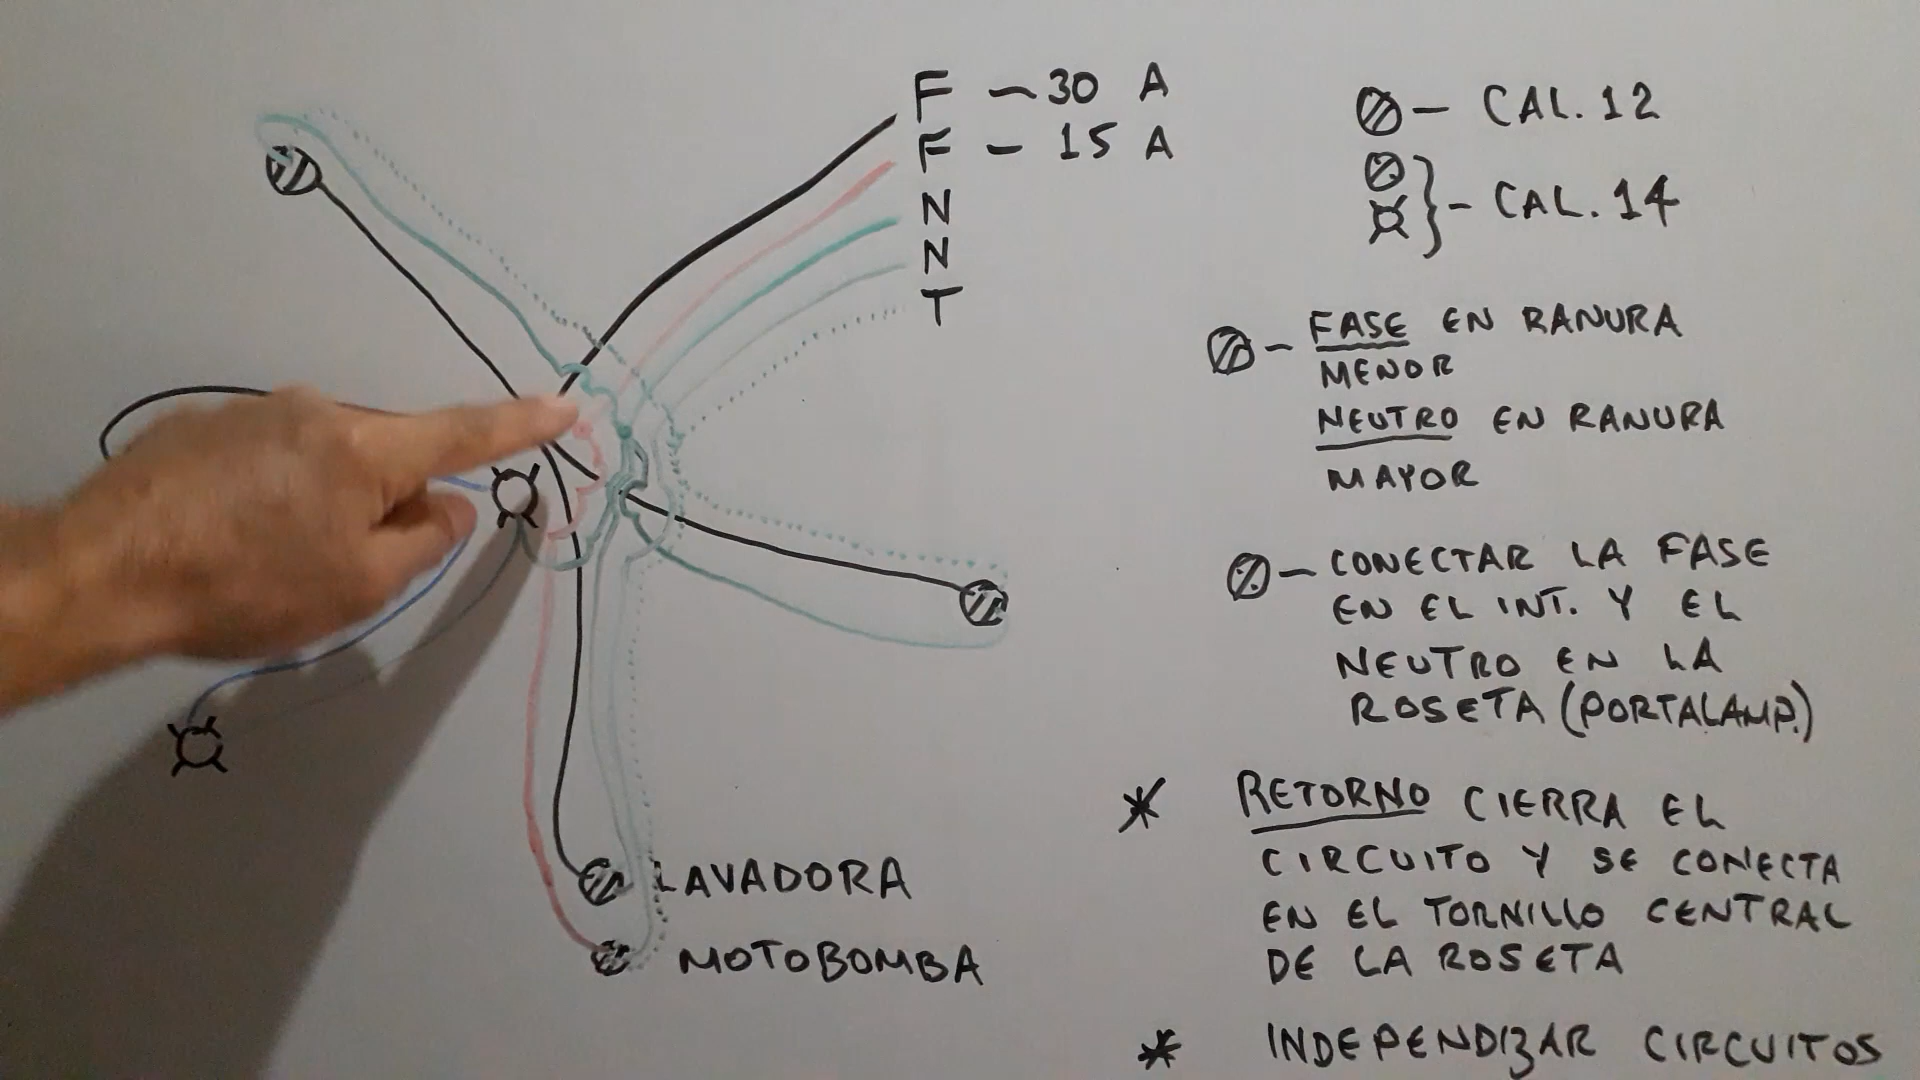 F - 30 A
F - 15 A
N
N
T
LAVADORA
MOTOBOMBA
- CAL. 12
- CAL. 14
- FASE EN RANURA
MENOR
NEUTRO EN RANURA
MAYOR
- CONECTAR LA FASE
EN EL INT. Y EL
NEUTRO EN LA
ROSETA (PORTALAMP.)
* RETORNO CIERRA EL
CIRCUITO Y SE CONECTA
EN EL TORNILLO CENTRAL
DE LA ROSETA
* INDEPENDIZAR CIRCUITOS